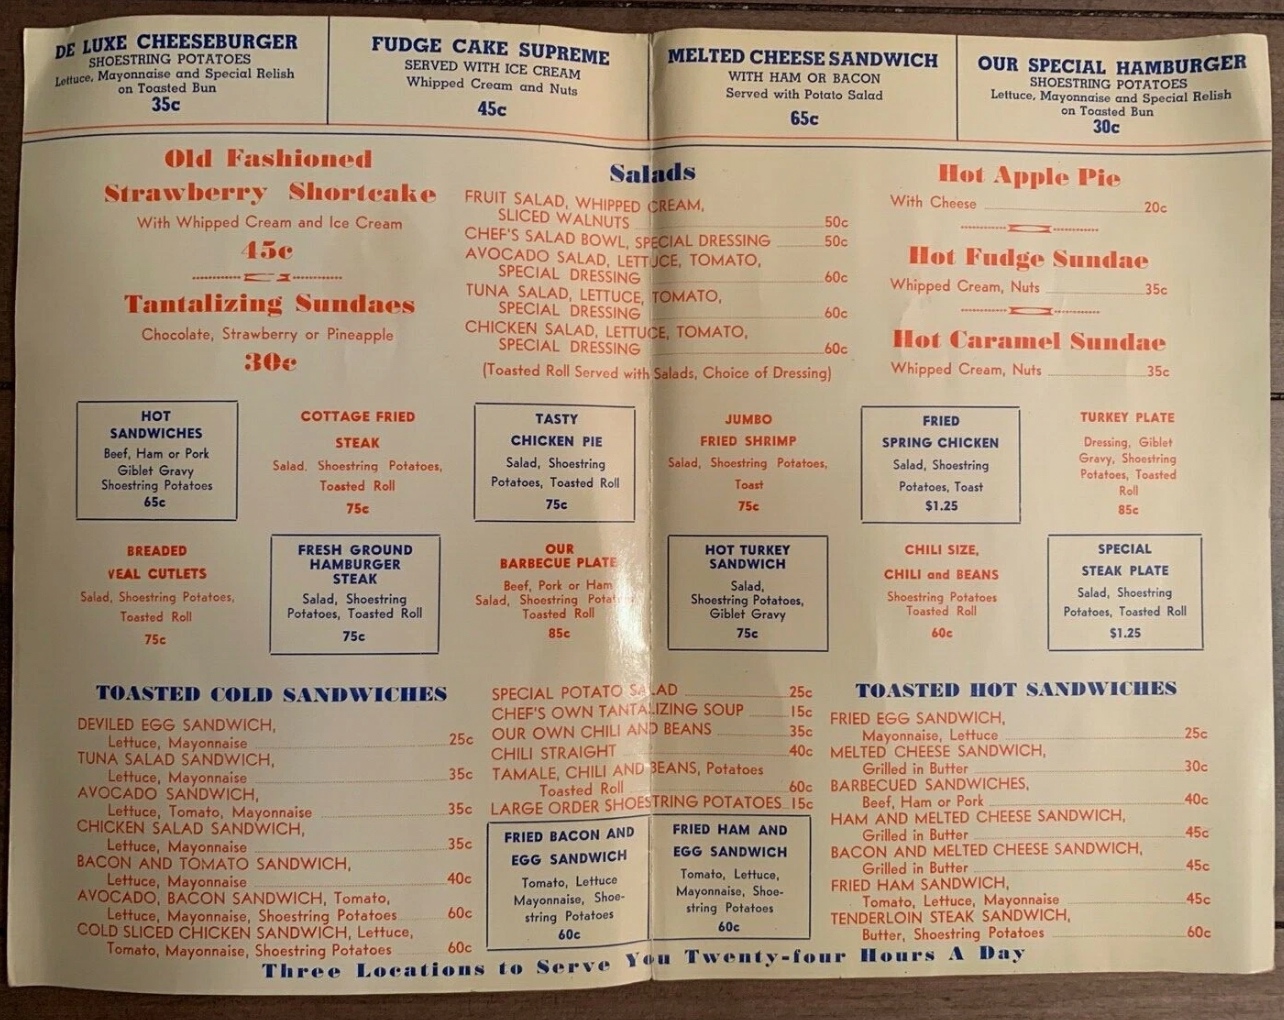 DE LUXE CHEESEBURGER
SHOESTRING POTATOES
Lettuce, Mayonnaise and Special Relish
on Toasted Bun
35c
FUDGE CAKE SUPREME
SERVED WITH ICE CREAM
Whipped Cream and Nuts
45c
MELTED CHEESE SANDWICH
WITH HAM OR BACON
Served with Potato Salad
65c
OUR SPECIAL HAMBURGER
SHOESTRING POTATOES
Lettuce, Mayonnaise and Special Relish
on Toasted Bun
30c
Old Fashioned
Strawberry Shortcake
With Whipped Cream and Ice Cream
45c
Tantalizing Sundaes
Chocolate, Strawberry or Pineapple
30c
Salads
FRUIT SALAD, WHIPPED CREAM,
SLICED WALNUTS 50c
CHEF'S SALAD BOWL, SPECIAL DRESSING 50c
AVOCADO SALAD, LETTUCE, TOMATO,
SPECIAL DRESSING 60c
TUNA SALAD, LETTUCE, TOMATO,
SPECIAL DRESSING 60c
CHICKEN SALAD, LETTUCE, TOMATO,
SPECIAL DRESSING 60c
(Toasted Roll Served with Salads, Choice of Dressing)
Hot Apple Pie
With Cheese 20c
Hot Fudge Sundae
Whipped Cream, Nuts 35c
Hot Caramel Sundae
Whipped Cream, Nuts 35c
HOT
SANDWICHES
Beef, Ham or Pork
Giblet Gravy
Shoestring Potatoes
65c
COTTAGE FRIED
STEAK
Salad, Shoestring Potatoes,
Toasted Roll
75c
TASTY
CHICKEN PIE
Salad, Shoestring
Potatoes, Toasted Roll
75c
JUMBO
FRIED SHRIMP
Salad, Shoestring Potatoes,
Toast
75c
FRIED
SPRING CHICKEN
Salad, Shoestring
Potatoes, Toast
$1.25
TURKEY PLATE
Dressing, Giblet
Gravy, Shoestring
Potatoes, Toasted
Roll
85c
BREADED
VEAL CUTLETS
Salad, Shoestring Potatoes,
Toasted Roll
75c
FRESH GROUND
HAMBURGER
STEAK
Salad, Shoestring
Potatoes, Toasted Roll
75c
OUR
BARBECUE PLATE
Beef, Pork or Ham
Salad, Shoestring Potatoes
Toasted Roll
85c
HOT TURKEY
SANDWICH
Salad,
Shoestring Potatoes,
Giblet Gravy
75c
CHILI SIZE,
CHILI and BEANS
Shoestring Potatoes
Toasted Roll
60c
SPECIAL
STEAK PLATE
Salad, Shoestring
Potatoes, Toasted Roll
$1.25
TOASTED COLD SANDWICHES
DEVILED EGG SANDWICH,
Lettuce, Mayonnaise 25c
TUNA SALAD SANDWICH,
Lettuce, Mayonnaise 35c
AVOCADO SANDWICH,
Lettuce, Tomato, Mayonnaise 35c
CHICKEN SALAD SANDWICH,
Lettuce, Mayonnaise 35c
BACON AND TOMATO SANDWICH,
Lettuce, Mayonnaise 40c
AVOCADO, BACON SANDWICH, Tomato,
Lettuce, Mayonnaise, Shoestring Potatoes 60c
COLD SLICED CHICKEN SANDWICH, Lettuce,
Tomato, Mayonnaise, Shoestring Potatoes 60c
SPECIAL POTATO SALAD 25c
CHEF'S OWN TANTALIZING SOUP 15c
OUR OWN CHILI AND BEANS 35c
CHILI STRAIGHT 40c
TAMALE, CHILI AND BEANS, Potatoes
Toasted Roll 60c
LARGE ORDER SHOESTRING POTATOES 15c
FRIED BACON AND
EGG SANDWICH
Tomato, Lettuce
Mayonnaise, Shoe-
string Potatoes
60c
FRIED HAM AND
EGG SANDWICH
Tomato, Lettuce,
Mayonnaise, Shoe-
string Potatoes
60c
TOASTED HOT SANDWICHES
FRIED EGG SANDWICH,
Mayonnaise, Lettuce 25c
MELTED CHEESE SANDWICH,
Grilled in Butter 30c
BARBECUED SANDWICHES,
Beef, Ham or Pork 40c
HAM AND MELTED CHEESE SANDWICH,
Grilled in Butter 45c
BACON AND MELTED CHEESE SANDWICH,
Grilled in Butter 45c
FRIED HAM SANDWICH,
Tomato, Lettuce, Mayonnaise 45c
TENDERLOIN STEAK SANDWICH,
Butter, Shoestring Potatoes 60c
Three Locations to Serve You Twenty-four Hours A Day